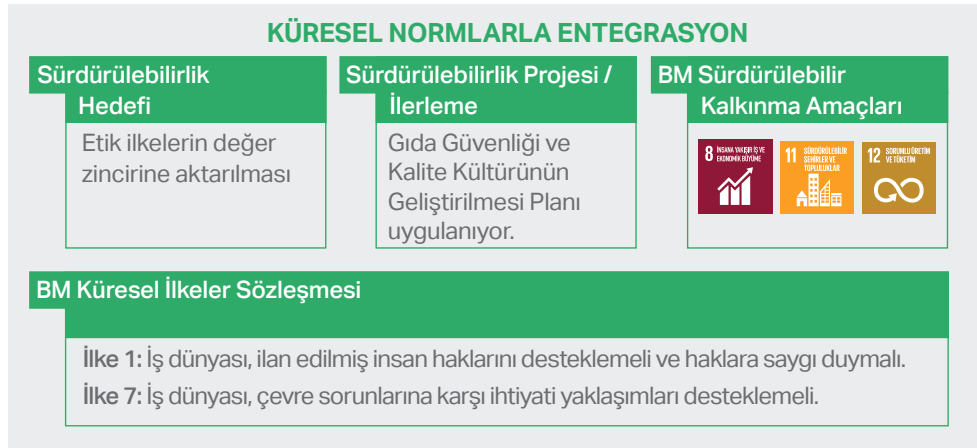 KÜRESEL NORMLARLA ENTEGRASYON
Sürdürülebilirlik
Hedefi
Etik ilkelerin değer
zincirine aktarılması
Sürdürülebilirlik Projesi /
İlerleme
Gıda Güvenliği ve
Kalite Kültürünün
Geliştirilmesi Planı
uygulanıyor.
BM Sürdürülebilir
Kalkınma Amaçları
8 İNSANA YAKIŞIR İŞ VE
EKONOMİK BÜYÜME
11 SÜRDÜRÜLEBİLİR
ŞEHİRLER VE
TOPLULUKLAR
12 SORUMLU ÜRETİM
VE TÜKETİM
BM Küresel İlkeler Sözleşmesi
İlke 1: İş dünyası, ilan edilmiş insan haklarını desteklemeli ve haklara saygı duymalı.
İlke 7: İş dünyası, çevre sorunlarına karşı ihtiyati yaklaşımları desteklemeli.